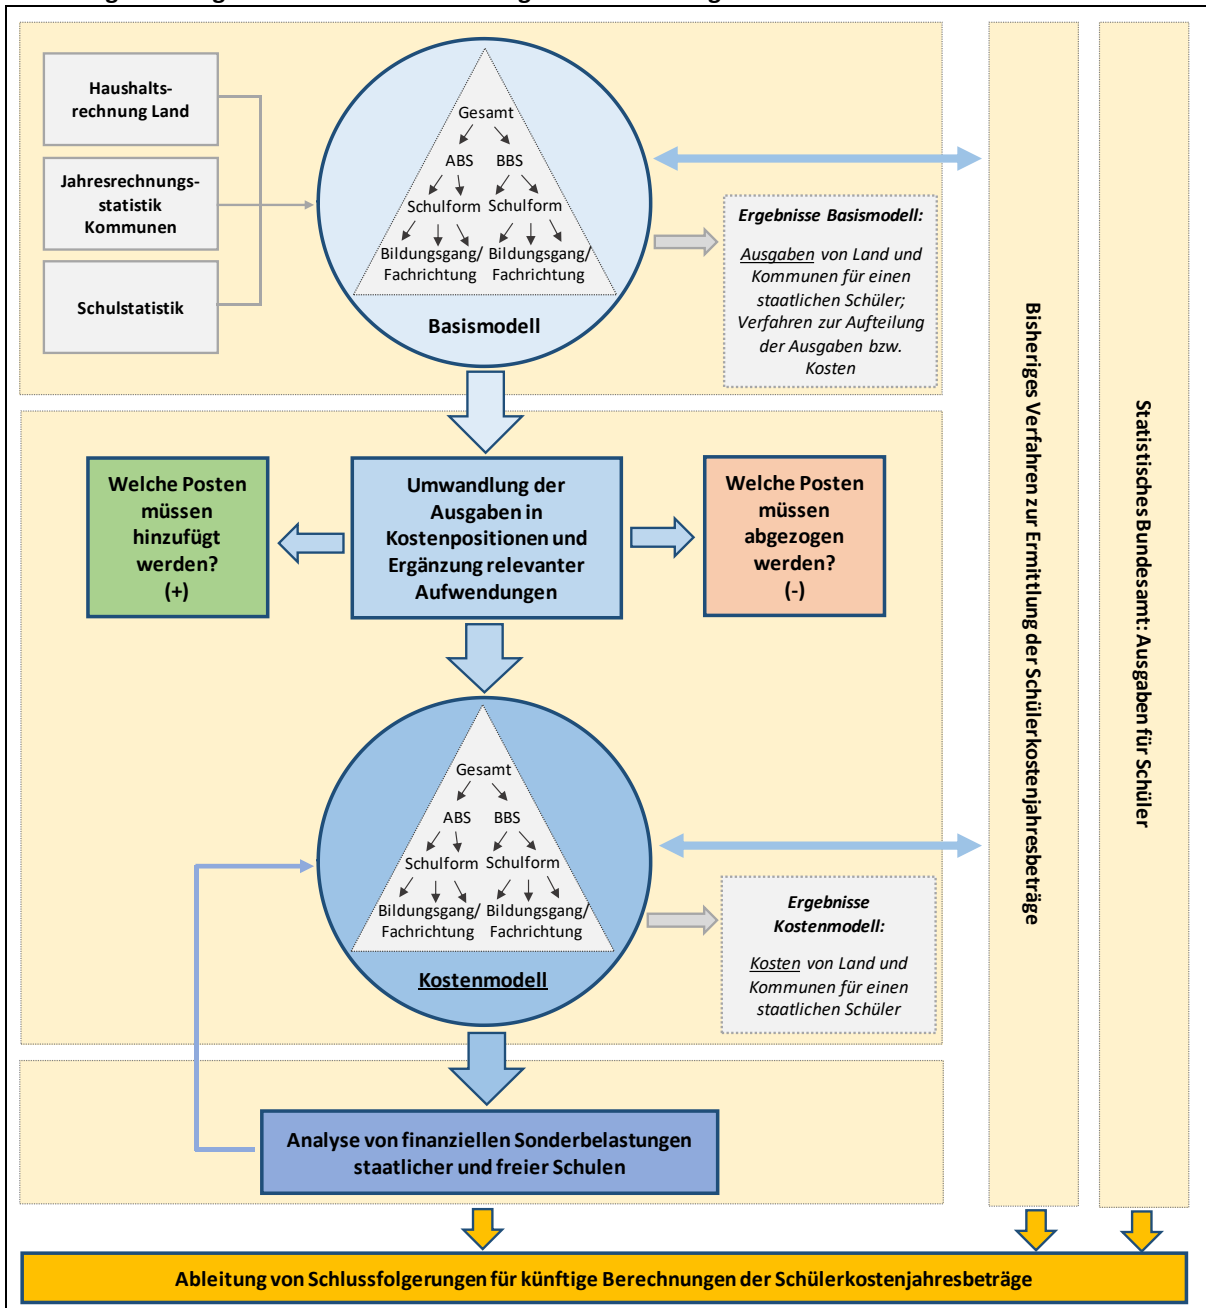 Haushalts-
rechnung Land
Jahresrechnungs-
statistik
Kommunen
Schulstatistik
Gesamt
ABS BBS
Schulform Schulform
Bildungsgang/ Bildungsgang/
Fachrichtung Fachrichtung
Basismodell
Ergebnisse Basismodell:
Ausgaben von Land und
Kommunen für einen
staatlichen Schüler;
Verfahren zur Aufteilung
der Ausgaben bzw.
Kosten
Welche Posten
müssen
hinzufügt
werden?
(+)
Umwandlung der
Ausgaben in
Kostenpositionen und
Ergänzung relevanter
Aufwendungen
Welche Posten
müssen
abgezogen
werden?
(-)
Gesamt
ABS BBS
Schulform Schulform
Bildungsgang/ Bildungsgang/
Fachrichtung Fachrichtung
Kostenmodell
Ergebnisse
Kostenmodell:
Kosten von Land und
Kommunen für einen
staatlichen Schüler
Analyse von finanziellen Sonderbelastungen
staatlicher und freier Schulen
Bisheriges Verfahren zur Ermittlung der Schülerkostenjahresbeträge
Statistisches Bundesamt: Ausgaben für Schüler
Ableitung von Schlussfolgerungen für künftige Berechnungen der Schülerkostenjahresbeträge